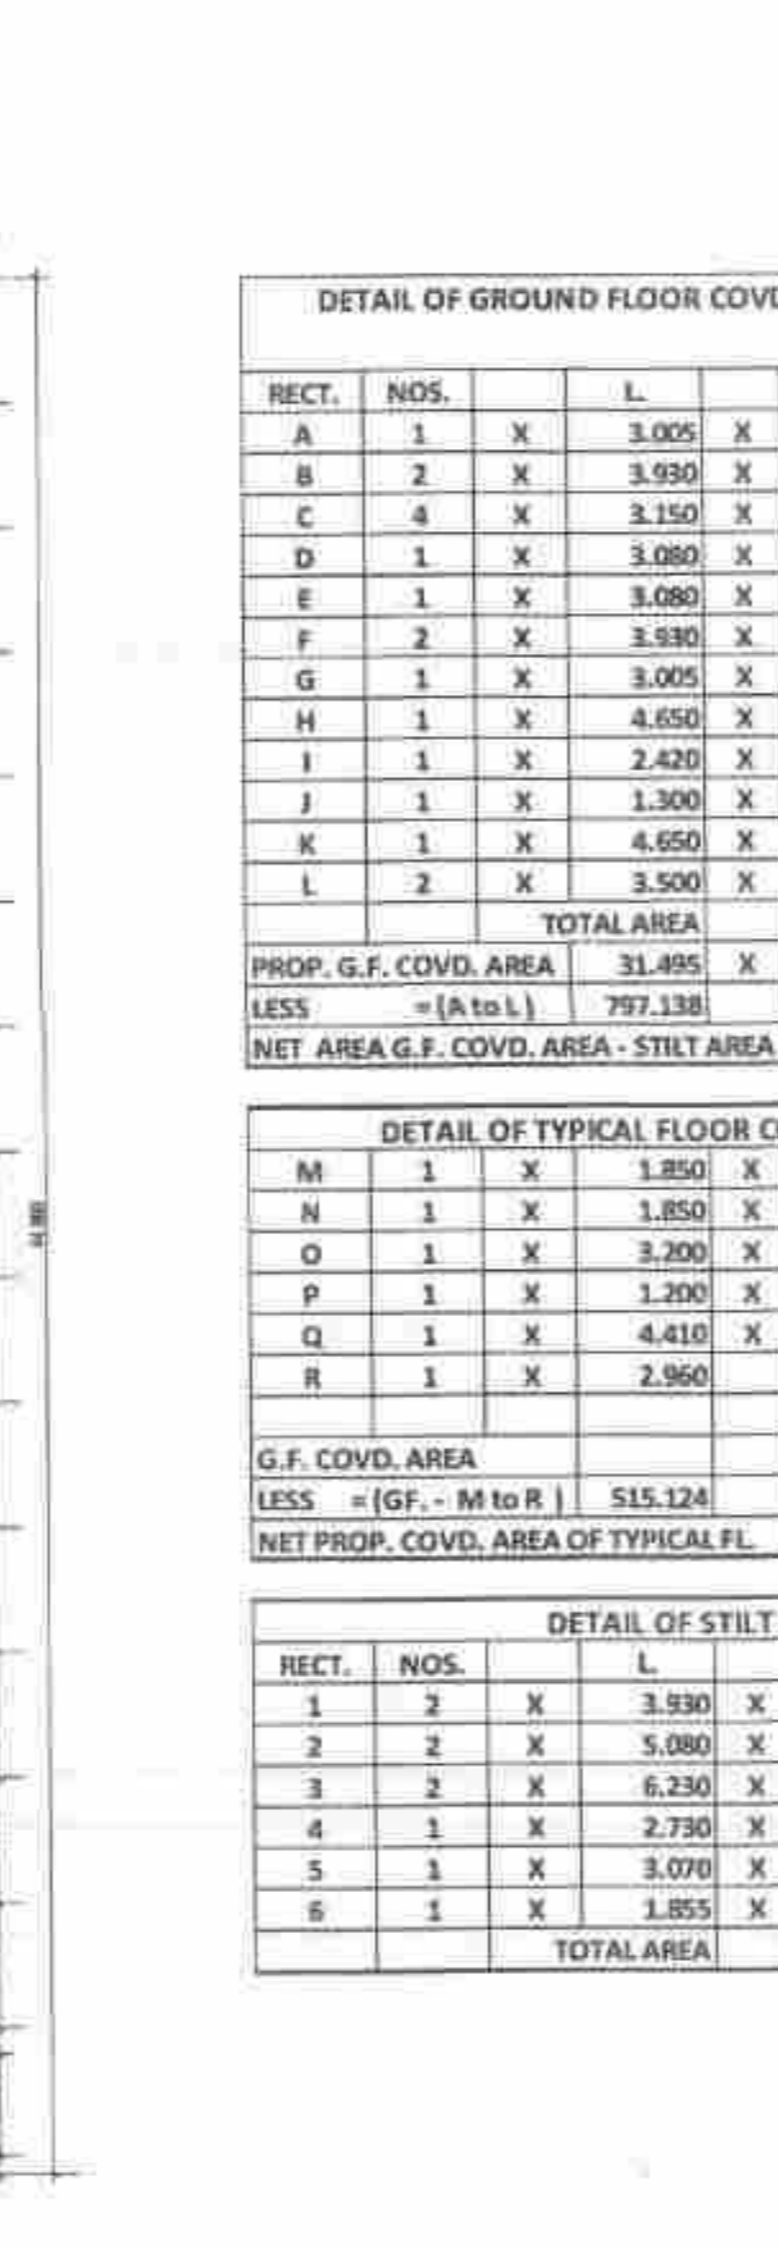 DETAIL OF GROUND FLOOR COVD
RECT. NOS. L.
A 1 X 3.005 X
B 2 X 3.930 X
C 4 X 3.150 X
D 1 X 3.080 X
E 1 X 3.080 X
F 2 X 3.930 X
G 1 X 3.005 X
H 1 X 4.650 X
I 1 X 2.420 X
J 1 X 1.300 X
K 1 X 4.650 X
L 2 X 3.500 X
TOTAL AREA
PROP. G.F. COVD. AREA 31.495 X
LESS =(A to L) 797.138
NET AREA G.F. COVD. AREA - STILT AREA
DETAIL OF TYPICAL FLOOR C
M 1 X 1.850 X
N 1 X 1.850 X
O 1 X 3.200 X
P 1 X 1.200 X
Q 1 X 4.410 X
R 1 X 2.960
G.F. COVD. AREA
LESS =(GF. - M to R ) 515.124
NET PROP. COVD. AREA OF TYPICAL FL.
DETAIL OF STILT
RECT. NOS. L.
1 2 X 3.930 X
2 2 X 5.080 X
3 2 X 6.230 X
4 1 X 2.730 X
5 1 X 3.070 X
6 1 X 1.855 X
TOTAL AREA